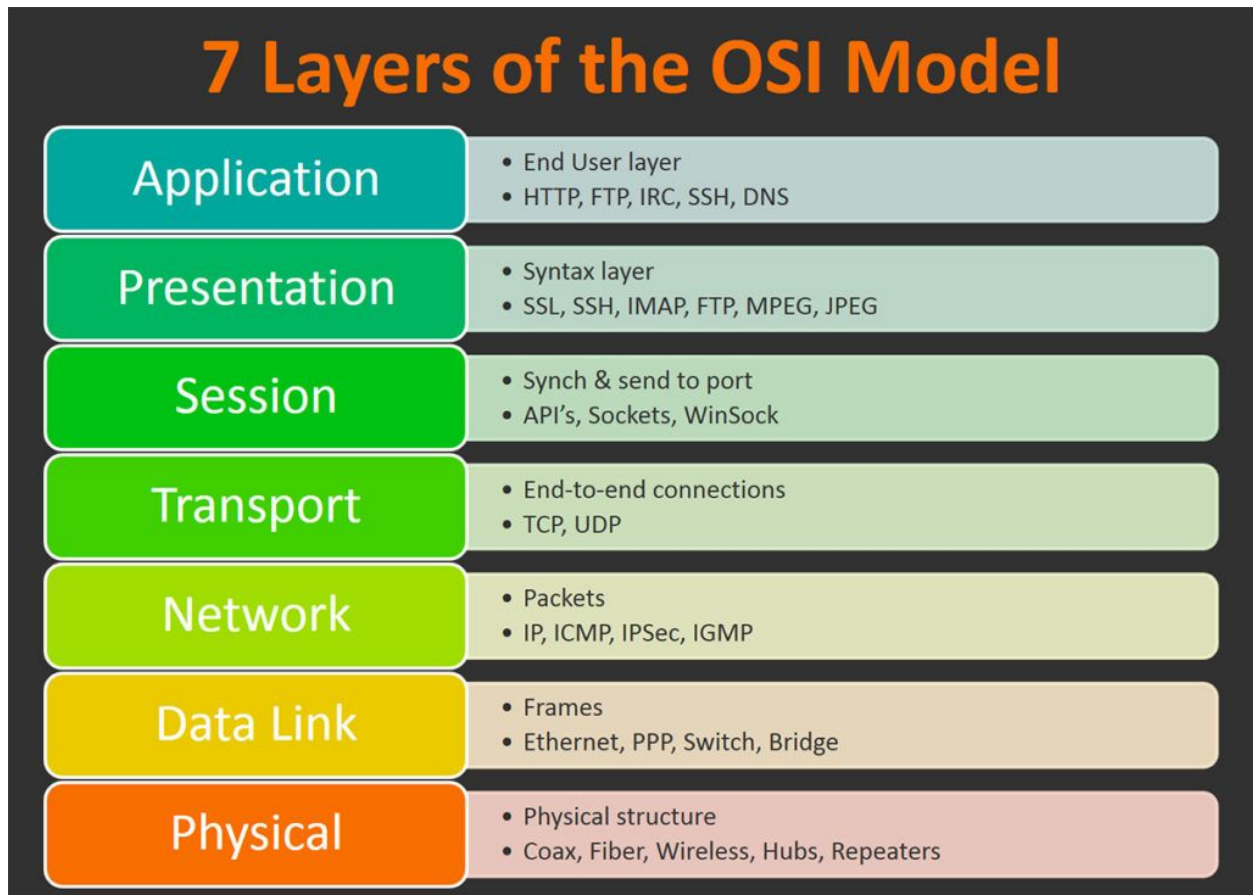 7 Layers of the OSI Model
Application
• End User layer
• HTTP, FTP, IRC, SSH, DNS
Presentation
• Syntax layer
• SSL, SSH, IMAP, FTP, MPEG, JPEG
Session
• Synch & send to port
• API's, Sockets, WinSock
Transport
• End-to-end connections
• TCP, UDP
Network
• Packets
• IP, ICMP, IPSec, IGMP
Data Link
• Frames
• Ethernet, PPP, Switch, Bridge
Physical
• Physical structure
• Coax, Fiber, Wireless, Hubs, Repeaters